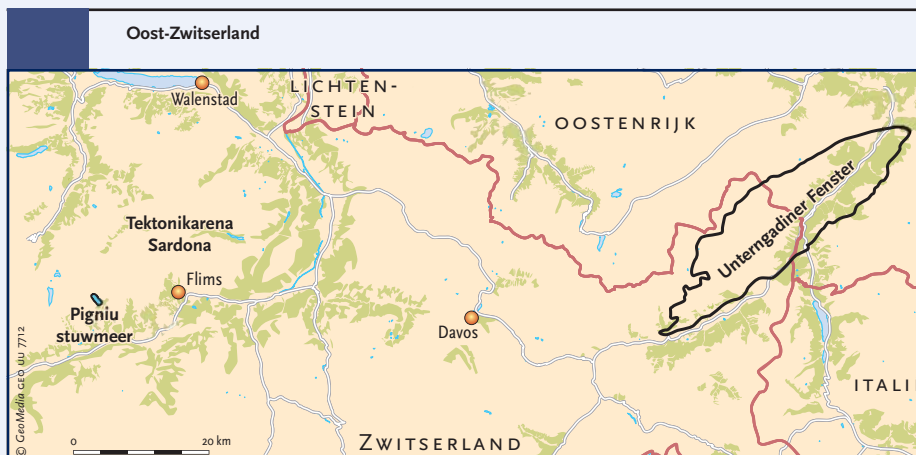 Oost-Zwitserland
Walenstad
LICHTEN-
STEIN
OOSTENRIJK
Unterngadiner Fenster
Tektonikarena
Sardona
Flims
Pigniu
stuwmeer
Davos
ITALI
0
20 km
ZWITSERLAND
© GeoMedia GEO UU 7712